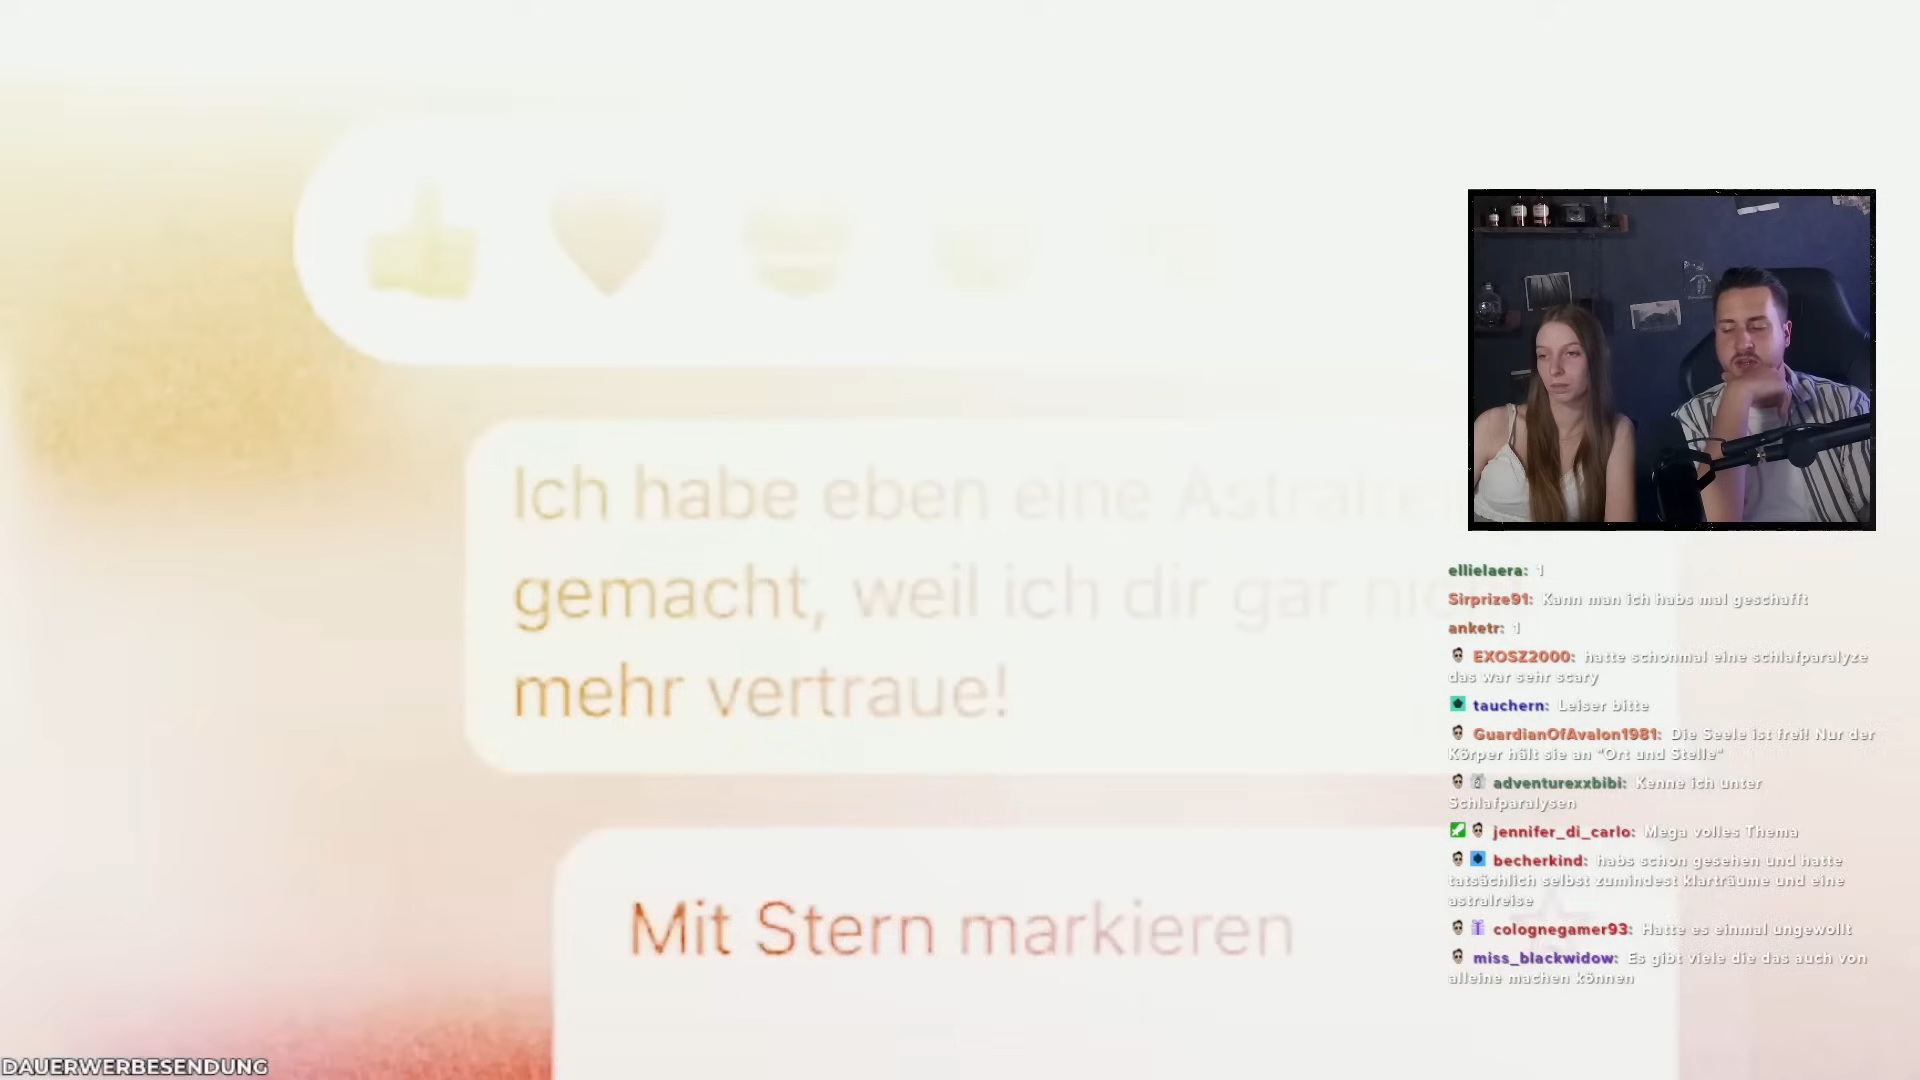 Ich habe eben eine Astralrei
gemacht, weil ich dir gar nic
mehr vertraue!
Mit Stern markieren
ellielaera: 1
Sirprize91: Kann man ich habs mal geschafft
anketr: 1
EXOSZ2000: hatte schonmal eine schlafparalyze
das war sehr scary
tauchern: Leiser bitte
GuardianOfAvalon1981: Die Seele ist frei! Nur der
Körper hält sie an "Ort und Stelle"
adventurexxbibi: Kenne ich unter
Schlafparalysen
jennifer_di_carlo: Mega volles Thema
becherkind: habs schon gesehen und hatte
tatsächlich selbst zumindest klarträume und eine
astralreise
colognegamer93: Hatte es einmal ungewollt
miss_blackwidow: Es gibt viele die das auch von
alleine machen können
DAUERWERBESENDUNG